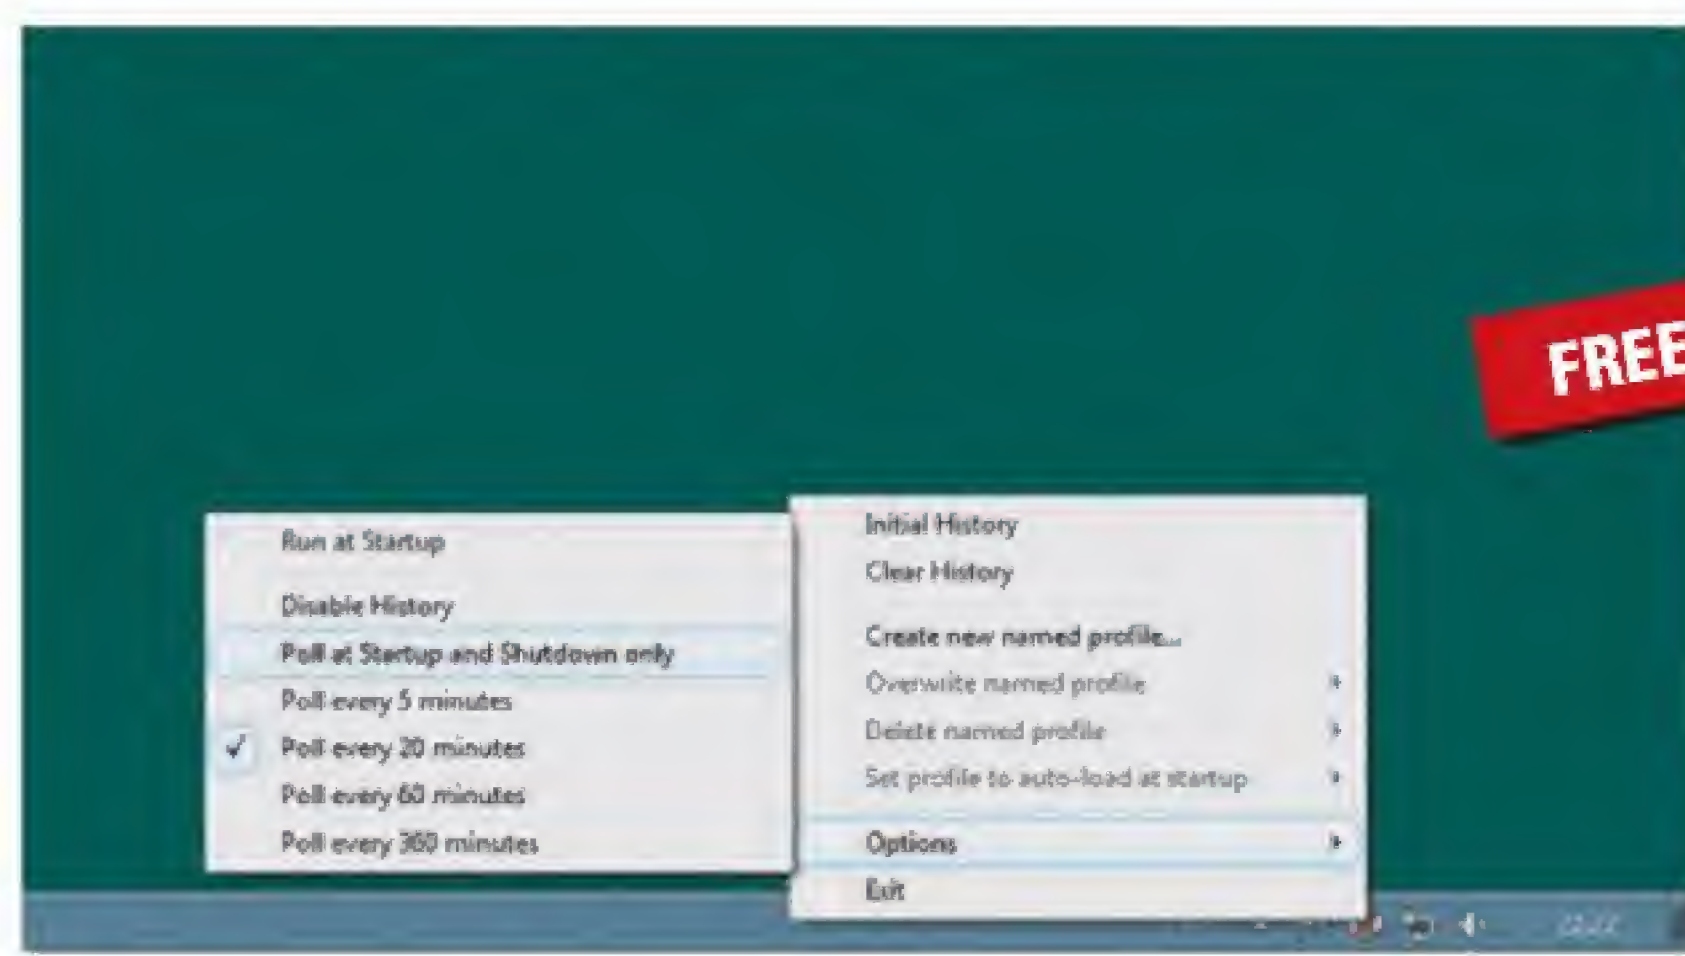 FREE
Run at Startup
Disable History
Poll at Startup and Shutdown only
Poll every 5 minutes
Poll every 20 minutes
Poll every 60 minutes
Poll every 360 minutes
Initial History
Clear History
Create new named profile...
Overwrite named profile
Delete named profile
Set profile to auto-load at startup
Options
Exit